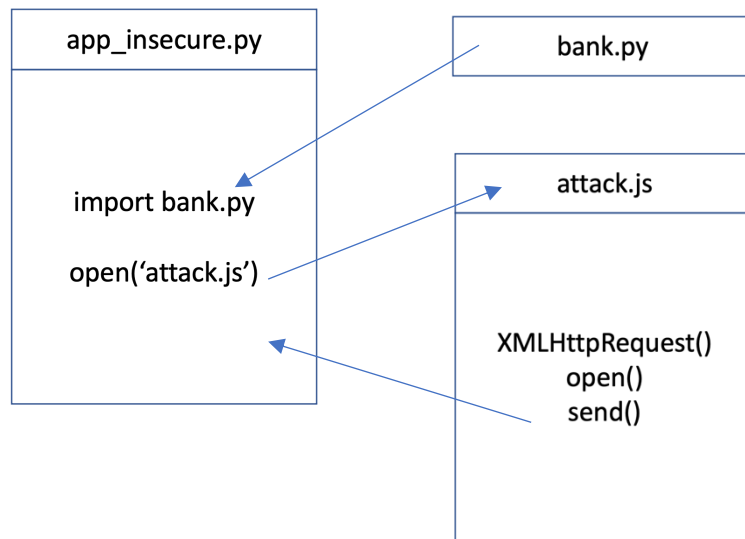 app_insecure.py
import bank.py
open(‘attack.js’)
bank.py
attack.js
XMLHttpRequest()
open()
send()